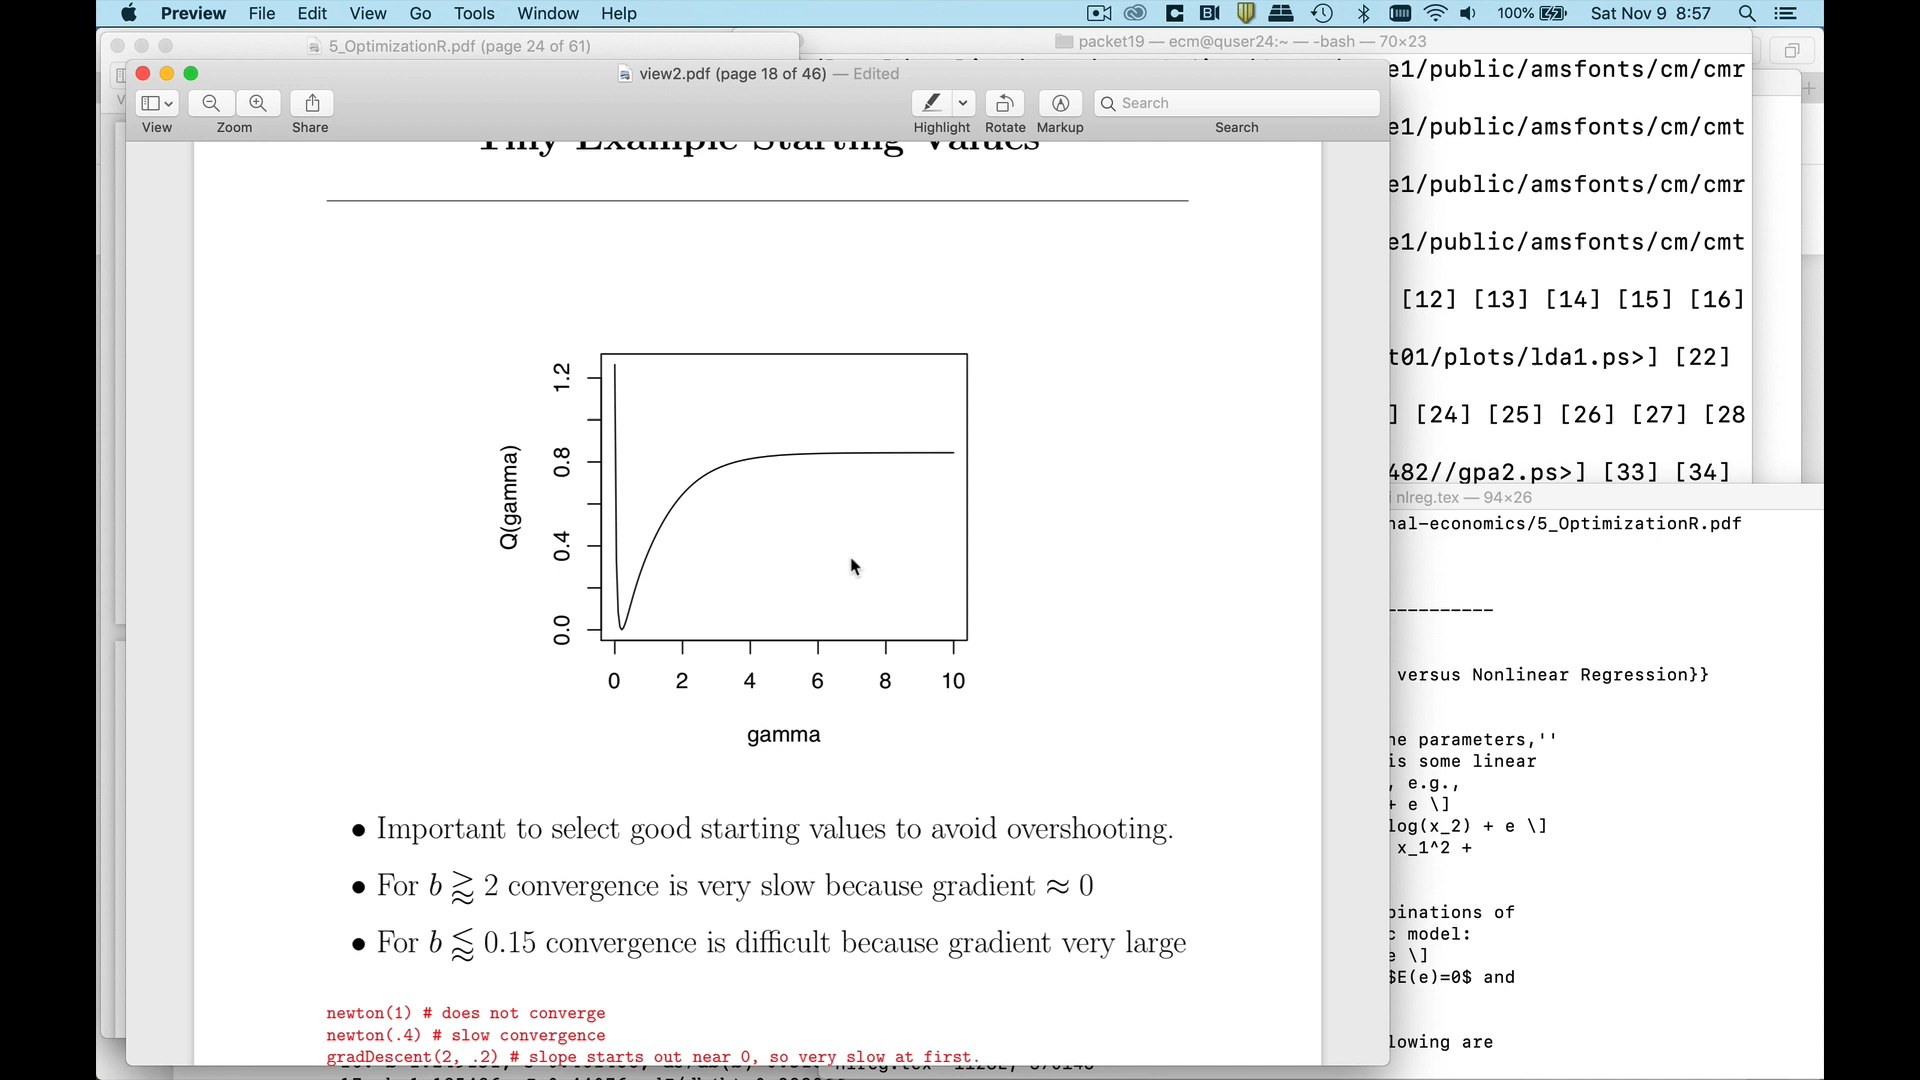 Preview File Edit View Go Tools Window Help 100% Sat Nov 9 8:57
5_OptimizationR.pdf (page 24 of 61)
packet19 — ecm@quser24:~ — -bash — 70×23
view2.pdf (page 18 of 46) — Edited
Search
View Zoom Share Highlight Rotate Markup Search
Tiny Example Starting Values
1.2
0.8
0.4
0.0
Q(gamma)
0 2 4 6 8 10
gamma
• Important to select good starting values to avoid overshooting.
• For b ⪆ 2 convergence is very slow because gradient ≈ 0
• For b ⪅ 0.15 convergence is difficult because gradient very large
newton(1) # does not converge
newton(.4) # slow convergence
gradDescent(2, .2) # slope starts out near 0, so very slow at first.
e1/public/amsfonts/cm/cmr
e1/public/amsfonts/cm/cmt
e1/public/amsfonts/cm/cmr
e1/public/amsfonts/cm/cmt
[12] [13] [14] [15] [16]
t01/plots/lda1.ps>] [22]
] [24] [25] [26] [27] [28
482//gpa2.ps>] [33] [34]
nlreg.tex — 94×26
nal-economics/5_OptimizationR.pdf
----------
versus Nonlinear Regression}}
ne parameters,''
is some linear
, e.g.,
+ e \]
log(x_2) + e \]
x_1^2 +
binations of
c model:
e \]
$E(e)=0$ and
lowing are